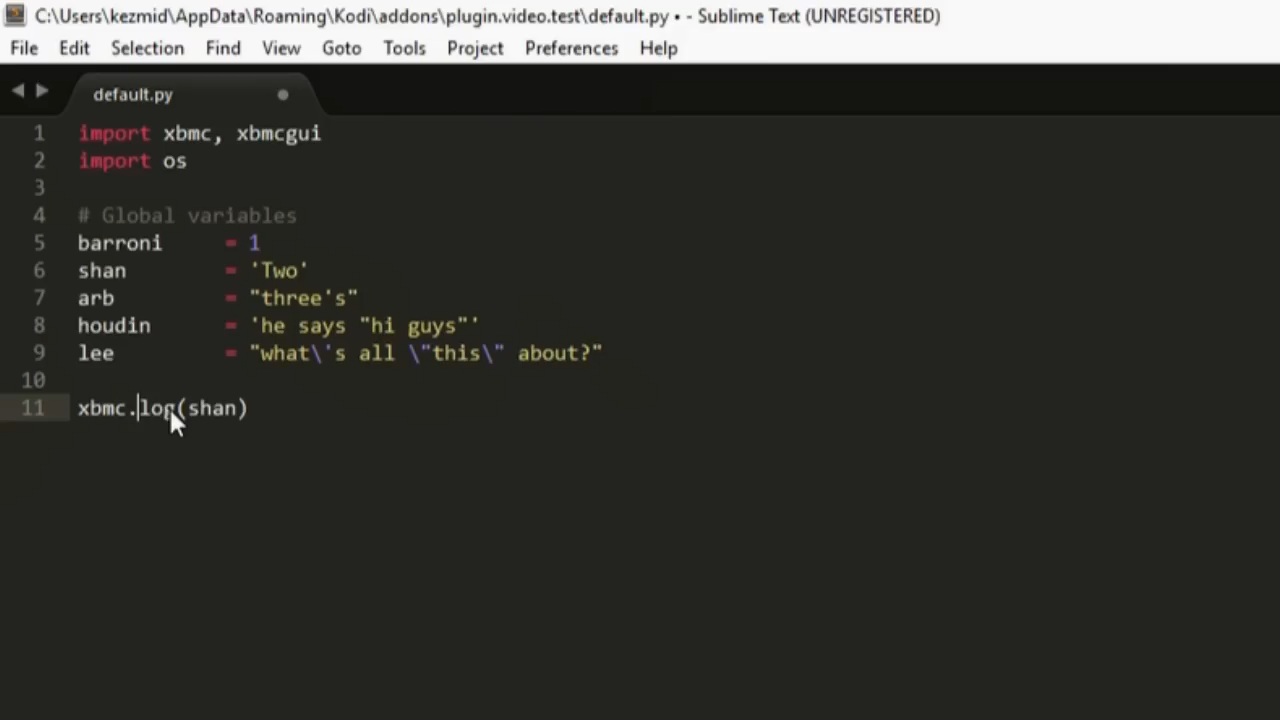 C:\Users\kezmid\AppData\Roaming\Kodi\addons\plugin.video.test\default.py • - Sublime Text (UNREGISTERED)
File Edit Selection Find View Goto Tools Project Preferences Help
default.py
1 import xbmc, xbmcgui
2 import os
3
4 # Global variables
5 barroni = 1
6 shan = 'Two'
7 arb = "three's"
8 houdin = 'he says "hi guys"'
9 lee = "what\'s all \"this\" about?"
10
11 xbmc.log(shan)